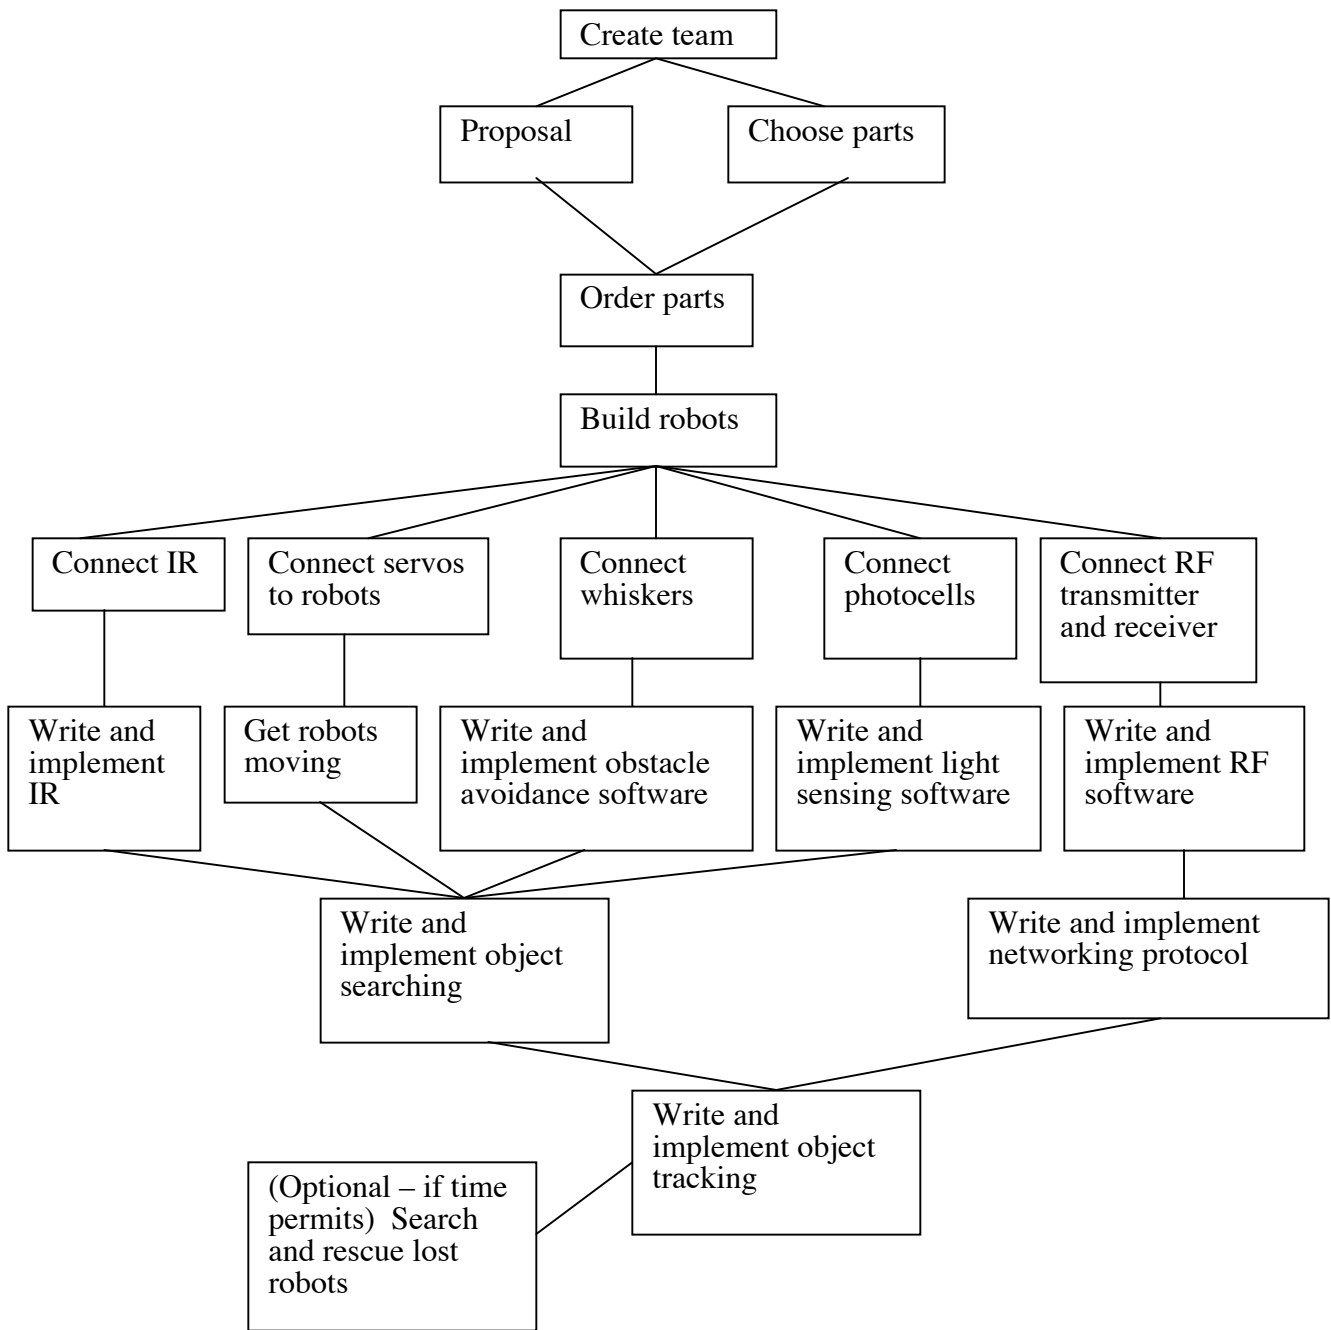 Create team
Proposal
Choose parts
Order parts
Build robots
Connect IR
Connect servos
to robots
Connect
whiskers
Connect
photocells
Connect RF
transmitter
and receiver
Write and
implement
IR
Get robots
moving
Write and
implement obstacle
avoidance software
Write and
implement light
sensing software
Write and
implement RF
software
Write and
implement object
searching
Write and implement
networking protocol
Write and
implement object
tracking
(Optional – if time
permits)  Search
and rescue lost
robots